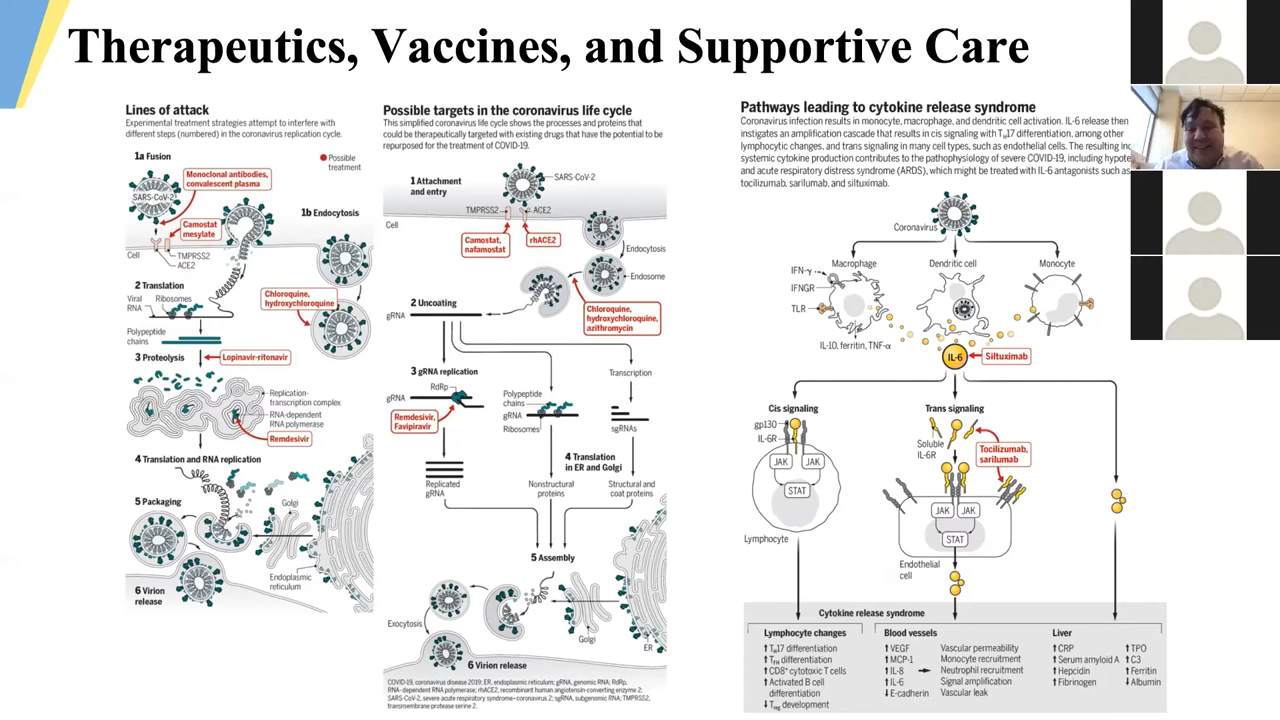 Therapeutics, Vaccines, and Supportive Care
Lines of attack
Experimental treatment strategies attempt to interfere with
different steps (numbered) in the coronavirus replication cycle.
1a Fusion
Possible
treatment
Monoclonal antibodies,
convalescent plasma
SARS-CoV-2
1b Endocytosis
Camostat
mesylate
Cell
TMPRSS2
ACE2
2 Translation
Viral
RNA
Ribosomes
Chloroquine,
hydroxychloroquine
Polypeptide
chains
3 Proteolysis
Lopinavir-ritonavir
Replication-
transcription complex
RNA-dependent
RNA polymerase
Remdesivir
4 Translation and RNA replication
5 Packaging
Golgi
Endoplasmic
reticulum
6 Virion
release
Possible targets in the coronavirus life cycle
This simplified coronavirus life cycle shows the processes and proteins that
could be therapeutically targeted with existing drugs that have the potential to be
repurposed for the treatment of COVID-19.
1 Attachment
and entry
SARS-CoV-2
TMPRSS2
ACE2
Cell
Camostat,
nafamostat
rhACE2
Endocytosis
Endosome
Chloroquine,
hydroxychloroquine,
azithromycin
2 Uncoating
gRNA
3 gRNA replication
Transcription
RdRp
gRNA
Remdesivir,
Favipiravir
Polypeptide
chains
gRNA
Ribosomes
sgRNAs
4 Translation
in ER and Golgi
Replicated
gRNA
Nonstructural
proteins
Structural and
coat proteins
5 Assembly
Exocytosis
Golgi
ER
6 Virion release
COVID-19, coronavirus disease 2019; ER, endoplasmic reticulum; gRNA, genomic RNA; RdRp,
RNA- dependent RNA polymerase; rhACE2, recombinant human angiotensin-converting enzyme 2;
SARS-CoV-2, severe acute respiratory syndrome–coronavirus 2; sgRNA, subgenomic RNA; TMPRSS2,
transmembrane protease serine 2.
Pathways leading to cytokine release syndrome
Coronavirus infection results in monocyte, macrophage, and dendritic cell activation. IL-6 release then
instigates an amplification cascade that results in cis signaling with TH17 differentiation, among other
lymphocytic changes, and trans signaling in many cell types, such as endothelial cells. The resulting
systemic cytokine production contributes to the pathophysiology of severe COVID-19, including
and acute respiratory distress syndrome (ARDS), which might be treated with IL-6 antagonists such as
tocilizumab, sarilumab, and siltuximab.
Coronavirus
Macrophage
Dendritic cell
Monocyte
IFN-γ
IFNGR
TLR
IL-10, ferritin, TNF-α
IL-6
Siltuximab
Cis signaling
gp130
IL-6R
JAK JAK
STAT
Lymphocyte
Trans signaling
Soluble
IL-6R
Tocilizumab,
sarilumab
JAK JAK
STAT
Endothelial
cell
Cytokine release syndrome
Lymphocyte changes
↑ TH17 differentiation
↑ TFH differentiation
↑ CD8+ cytotoxic T cells
↑ Activated B cell
differentiation
↓ Treg development
Blood vessels
↑ VEGF
↑ MCP-1
↑ IL-8
↑ IL-6
↓ E-cadherin
Vascular permeability
Monocyte recruitment
Neutrophil recruitment
Signal amplification
Vascular leak
Liver
↑ CRP
↑ Serum amyloid A
↑ Hepcidin
↑ Fibrinogen
↑ TPO
↑ C3
↑ Ferritin
↓ Albumin